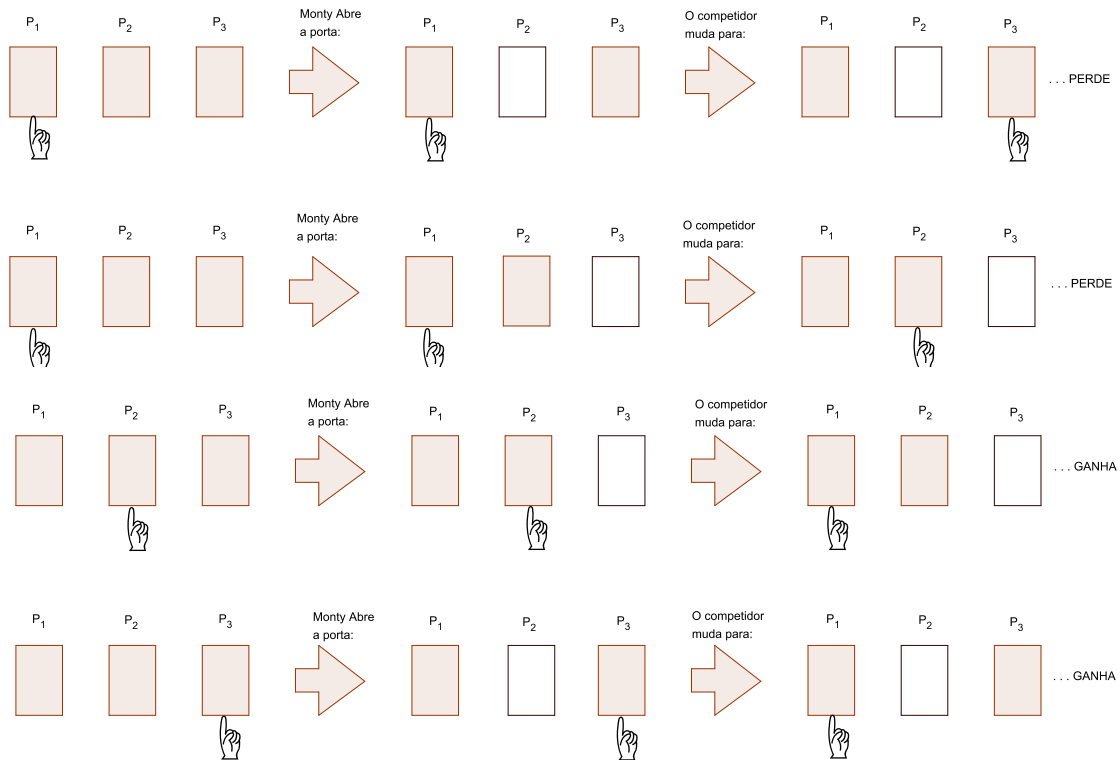 P1 P2 P3 Monty Abre a porta: P1 P2 P3 O competidor muda para: P1 P2 P3 . . . PERDE
P1 P2 P3 Monty Abre a porta: P1 P2 P3 O competidor muda para: P1 P2 P3 . . . PERDE
P1 P2 P3 Monty Abre a porta: P1 P2 P3 O competidor muda para: P1 P2 P3 . . . GANHA
P1 P2 P3 Monty Abre a porta: P1 P2 P3 O competidor muda para: P1 P2 P3 . . . GANHA